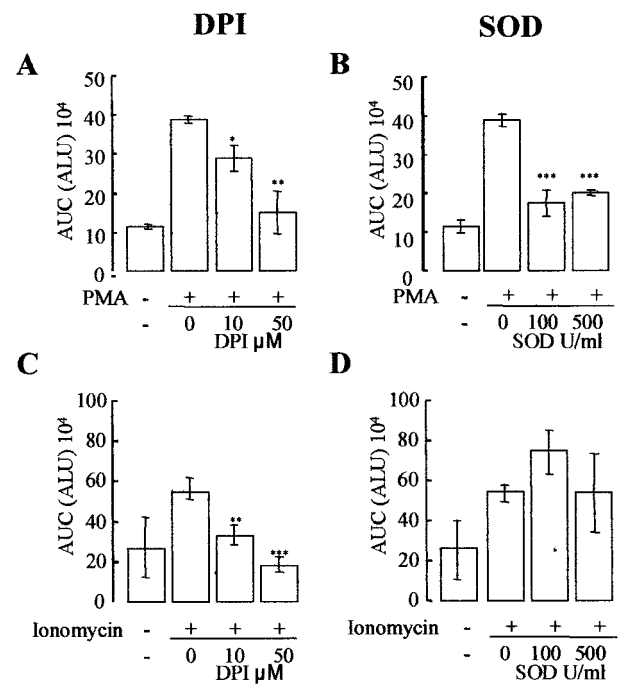 DPI
SOD
A
B
AUC (ALU) 10⁴
50
40
30
20
10
0
*
**
PMA - + + +
- 0 10 50
DPI µM
AUC (ALU) 10⁴
50
40
30
20
10
0
***
***
PMA - + + +
- 0 100 500
SOD U/ml
C
D
AUC (ALU) 10⁴
100
80
60
40
20
0
**
***
Ionomycin - + + +
- 0 10 50
DPI µM
AUC (ALU) 10⁴
100
80
60
40
20
0
Ionomycin - + + +
- 0 100 500
SOD U/ml